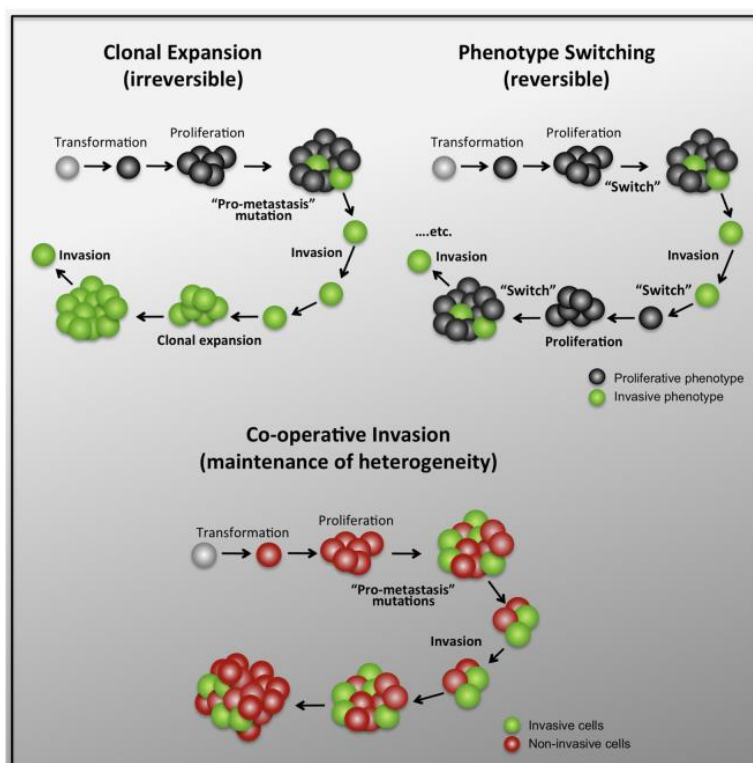 Clonal Expansion
(irreversible)
Transformation
Proliferation
"Pro-metastasis"
mutation
Invasion
Invasion
Clonal expansion
Phenotype Switching
(reversible)
Transformation
Proliferation
"Switch"
....etc.
Invasion
Invasion
"Switch"
"Switch"
Proliferation
Proliferative phenotype
Invasive phenotype
Co-operative Invasion
(maintenance of heterogeneity)
Transformation
Proliferation
"Pro-metastasis"
mutations
Invasion
Invasive cells
Non-invasive cells